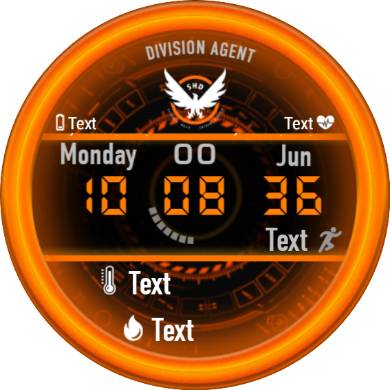 DIVISION AGENT
SHD
Text Text
Monday 00 Jun
10 08 36
Text
Text
Text